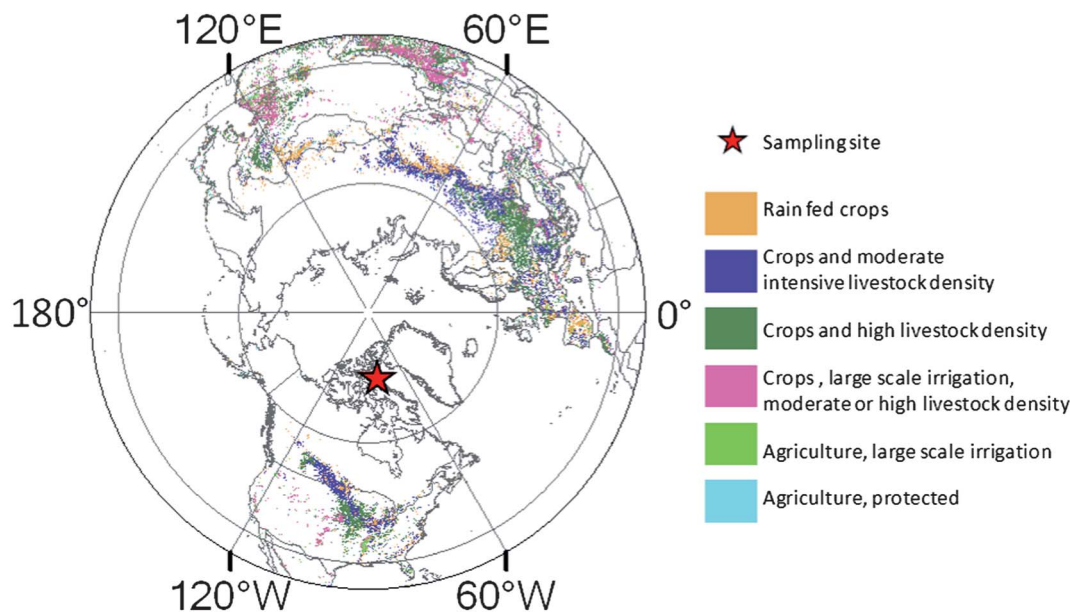 120°E
60°E
180°
0°
120°W
60°W
Sampling site
Rain fed crops
Crops and moderate
intensive livestock density
Crops and high livestock density
Crops , large scale irrigation,
moderate or high livestock density
Agriculture, large scale irrigation
Agriculture, protected